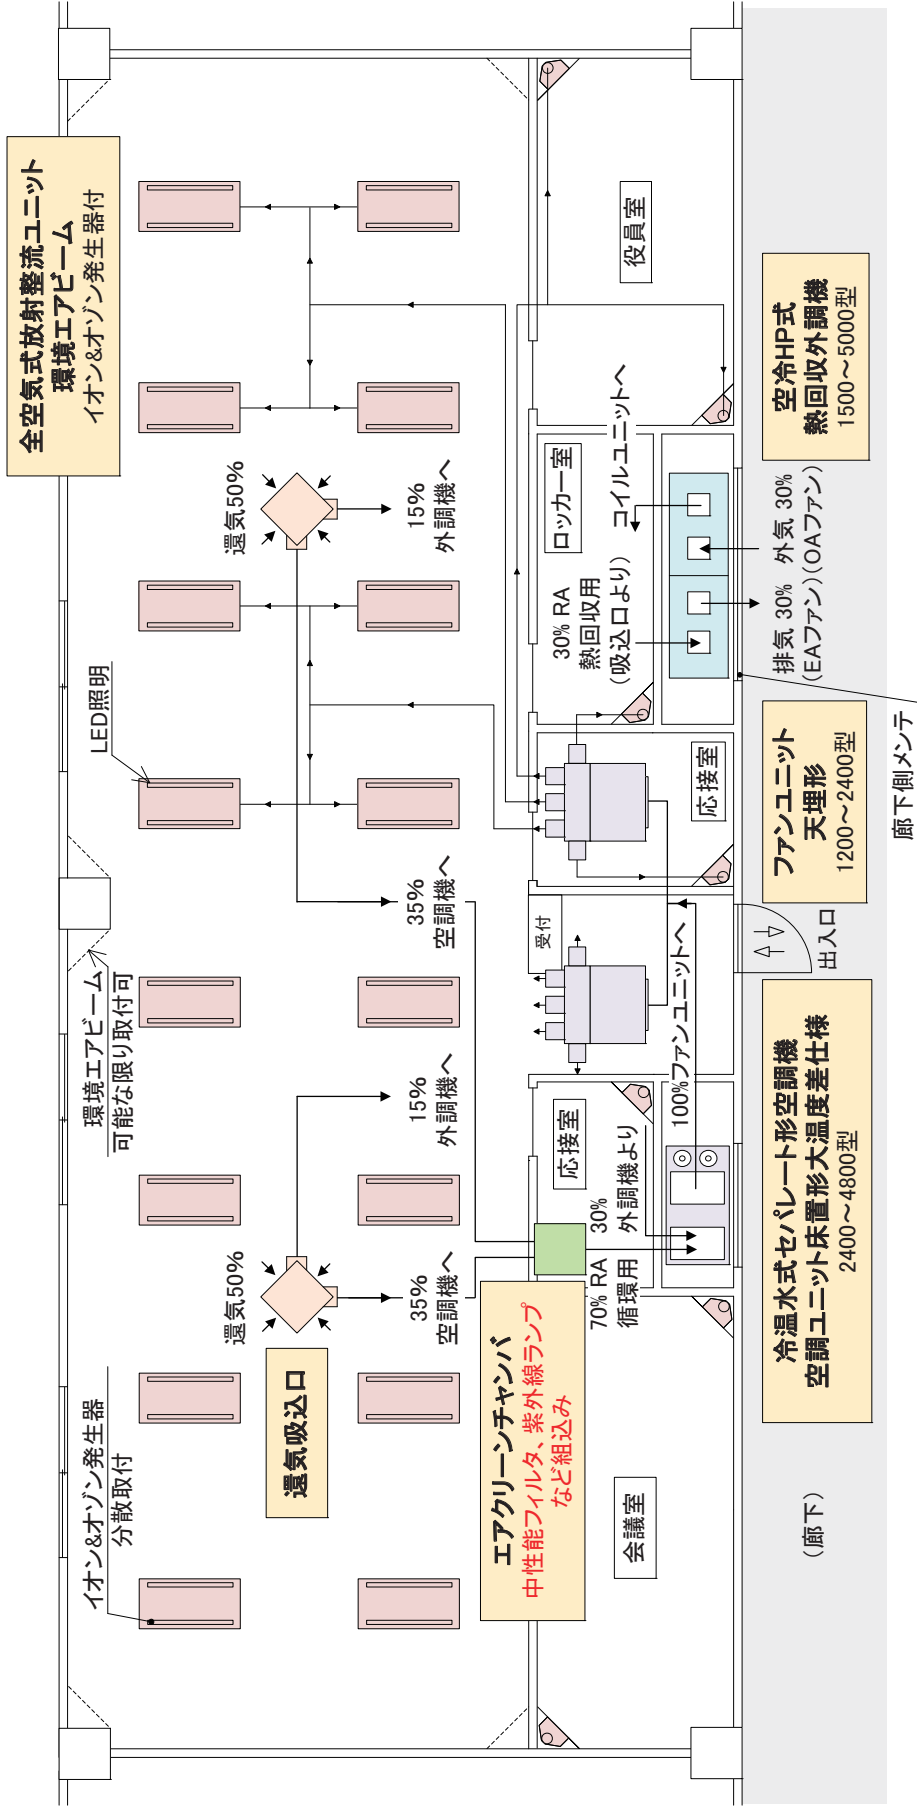 全空気式放射整流ユニット
環境エアビーム
イオン&オゾン発生器付
イオン&オゾン発生器
分散取付
環境エアビーム
可能な限り取付可
LED照明
還気吸込口
還気50%
35%
空調機へ
15%
外調機へ
35%
空調機へ
還気50%
15%
外調機へ
エアクリーンチャンバ
中性能フィルタ、紫外線ランプ
など組込み
会議室
応接室
70% RA
循環用
30%
外調機より
100%ファンユニットへ
受付
応接室
ロッカー室
30% RA
熱回収用
(吸込口より)
コイルユニットへ
役員室
(廊下)
冷温水式セパレート形空調機
空調ユニット床置形大温度差仕様
2400～4800型
出入口
ファンユニット
天埋形
1200～2400型
廊下側メンテ
排気 30%
(EAファン)
外気 30%
(OAファン)
空冷HP式
熱回収外調機
1500～5000型